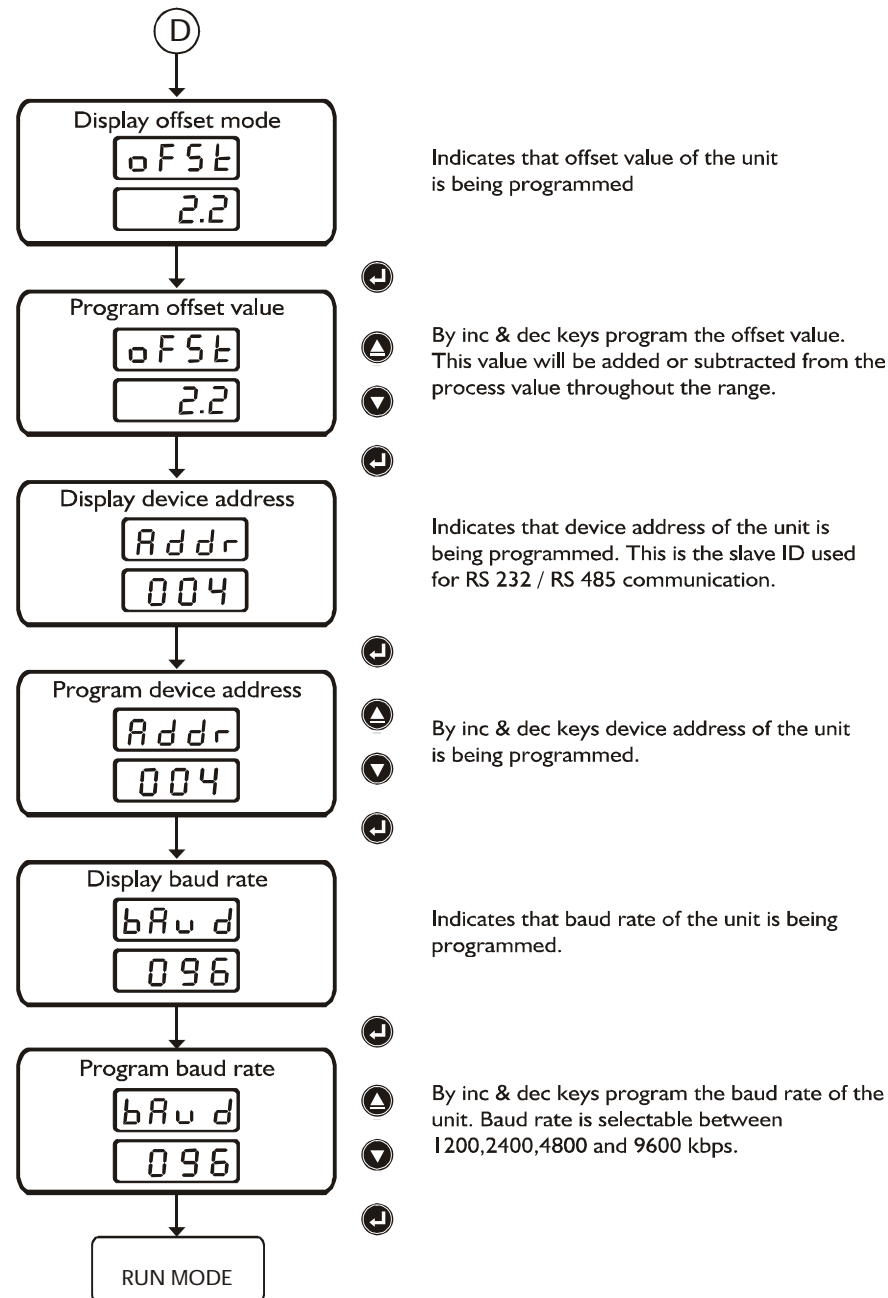 D
Display offset mode
oFSt
2.2
Indicates that offset value of the unit
is being programmed
Program offset value
oFSt
2.2
By inc & dec keys program the offset value.
This value will be added or subtracted from the
process value throughout the range.
Display device address
Addr
004
Indicates that device address of the unit is
being programmed. This is the slave ID used
for RS 232 / RS 485 communication.
Program device address
Addr
004
By inc & dec keys device address of the unit
is being programmed.
Display baud rate
bAud
096
Indicates that baud rate of the unit is being
programmed.
Program baud rate
bAud
096
By inc & dec keys program the baud rate of the
unit. Baud rate is selectable between
1200,2400,4800 and 9600 kbps.
RUN MODE